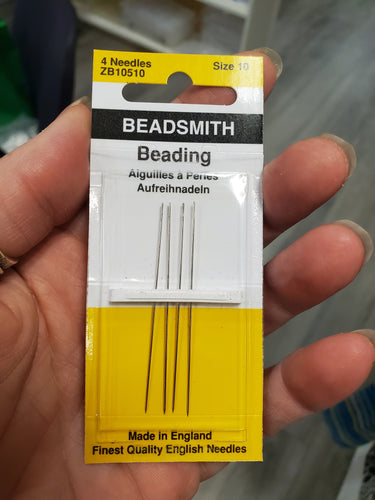 4 Needles
ZB10510 Size 10
BEADSMITH
Beading
Aiguilles à Perles
Aufreihnadeln
Made in England
Finest Quality English Needles